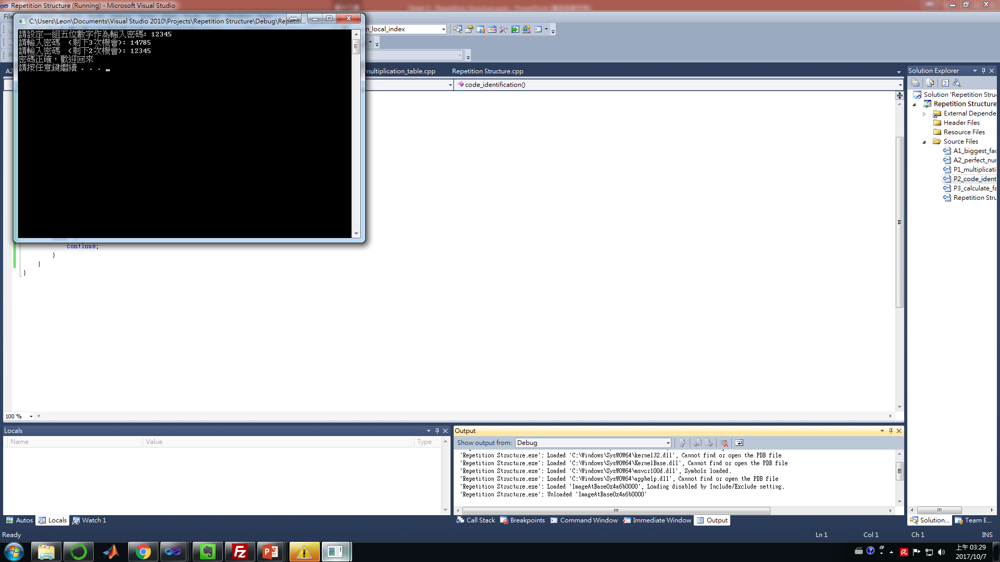 Repetition Structure (Running) - Microsoft Visual Studio
C:\Users\Leon\Documents\Visual Studio 2010\Projects\Repetition Structure\Debug\Repetiti...
請設定一組五位數字作為輸入密碼: 12345
請輸入密碼 (剩下3次機會): 14785
請輸入密碼 (剩下2次機會): 12345
密碼正確，歡迎回來
請按任意鍵繼續 . . .
n_local_index
multiplication_table.cpp
Repetition Structure.cpp
code_identification()
continue;
}
}
}
100 %
Solution Explorer
Solution 'Repetition Stru
Repetition Structure
External Depende
Header Files
Resource Files
Source Files
A1_biggest_fac
A2_perfect_nu
P1_multiplicati
P2_code_ident
P3_calculate_fa
Repetition Stru
Solution...
Team E...
Locals
Name
Value
Type
Autos
Locals
Watch 1
Output
Show output from:
Debug
'Repetition Structure.exe': Loaded 'C:\Windows\SysWOW64\kernel32.dll', Cannot find or open the PDB file
'Repetition Structure.exe': Loaded 'C:\Windows\SysWOW64\KernelBase.dll', Cannot find or open the PDB file
'Repetition Structure.exe': Loaded 'C:\Windows\SysWOW64\msvcr100d.dll', Symbols loaded.
'Repetition Structure.exe': Loaded 'C:\Windows\SysWOW64\apphelp.dll', Cannot find or open the PDB file
'Repetition Structure.exe': Loaded 'ImageAtBase0x4a6b0000', Loading disabled by Include/Exclude setting.
'Repetition Structure.exe': Unloaded 'ImageAtBase0x4a6b0000'
Call Stack
Breakpoints
Command Window
Immediate Window
Output
Ready
Ln 1
Col 1
Ch 1
INS
上午 03:29
2017/10/7